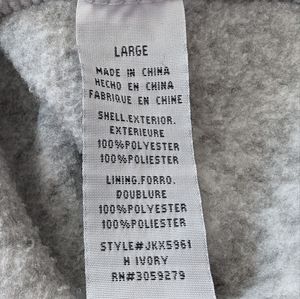 LARGE
MADE IN CHINA
HECHO EN CHINA
FABRIQUE EN CHINE
SHELL.EXTERIOR.
EXTERIEURE
100%POLYESTER
100%POLIESTER
LINING.FORRO.
DOUBLURE
100%POLYESTER
100%POLIESTER
STYLE#JKX5961
H IVORY
RN#3059279